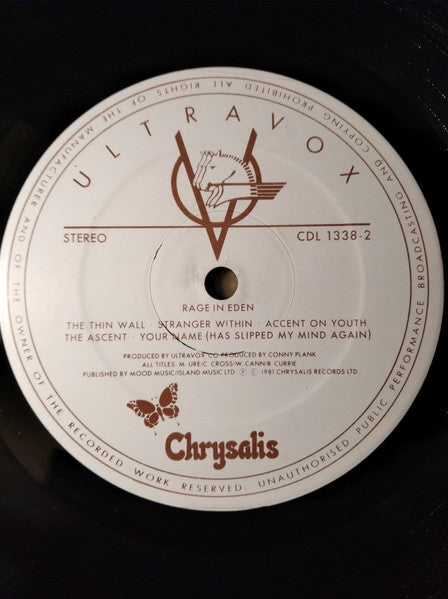 ULTRAVOX
STEREO
CDL 1338-2
RAGE IN EDEN
THE THIN WALL · STRANGER WITHIN · ACCENT ON YOUTH
THE ASCENT · YOUR NAME (HAS SLIPPED MY MIND AGAIN)
PRODUCED BY ULTRAVOX CO PRODUCED BY CONNY PLANK
ALL TITLES: M. URE/C. CROSS/W. CANN/B. CURRIE
PUBLISHED BY MOOD MUSIC/ISLAND MUSIC LTD Ⓟ © 1981 CHRYSALIS RECORDS LTD
Chrysalis
ALL RIGHTS OF THE MANUFACTURER AND OF THE OWNER OF THE RECORDED WORK RESERVED. UNAUTHORISED PUBLIC PERFORMANCE BROADCASTING AND COPYING PROHIBITED